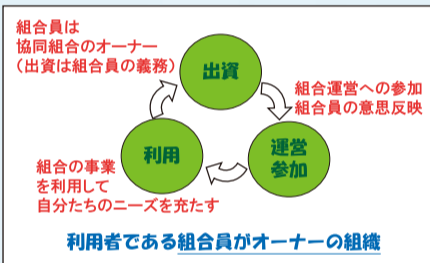 組合員は
協同組合のオーナー
(出資は組合員の義務)
出資
組合運営への参加
組合員の意思反映
利用
運営
参加
組合の事業
を利用して
自分たちのニーズを充たす
利用者である組合員がオーナーの組織